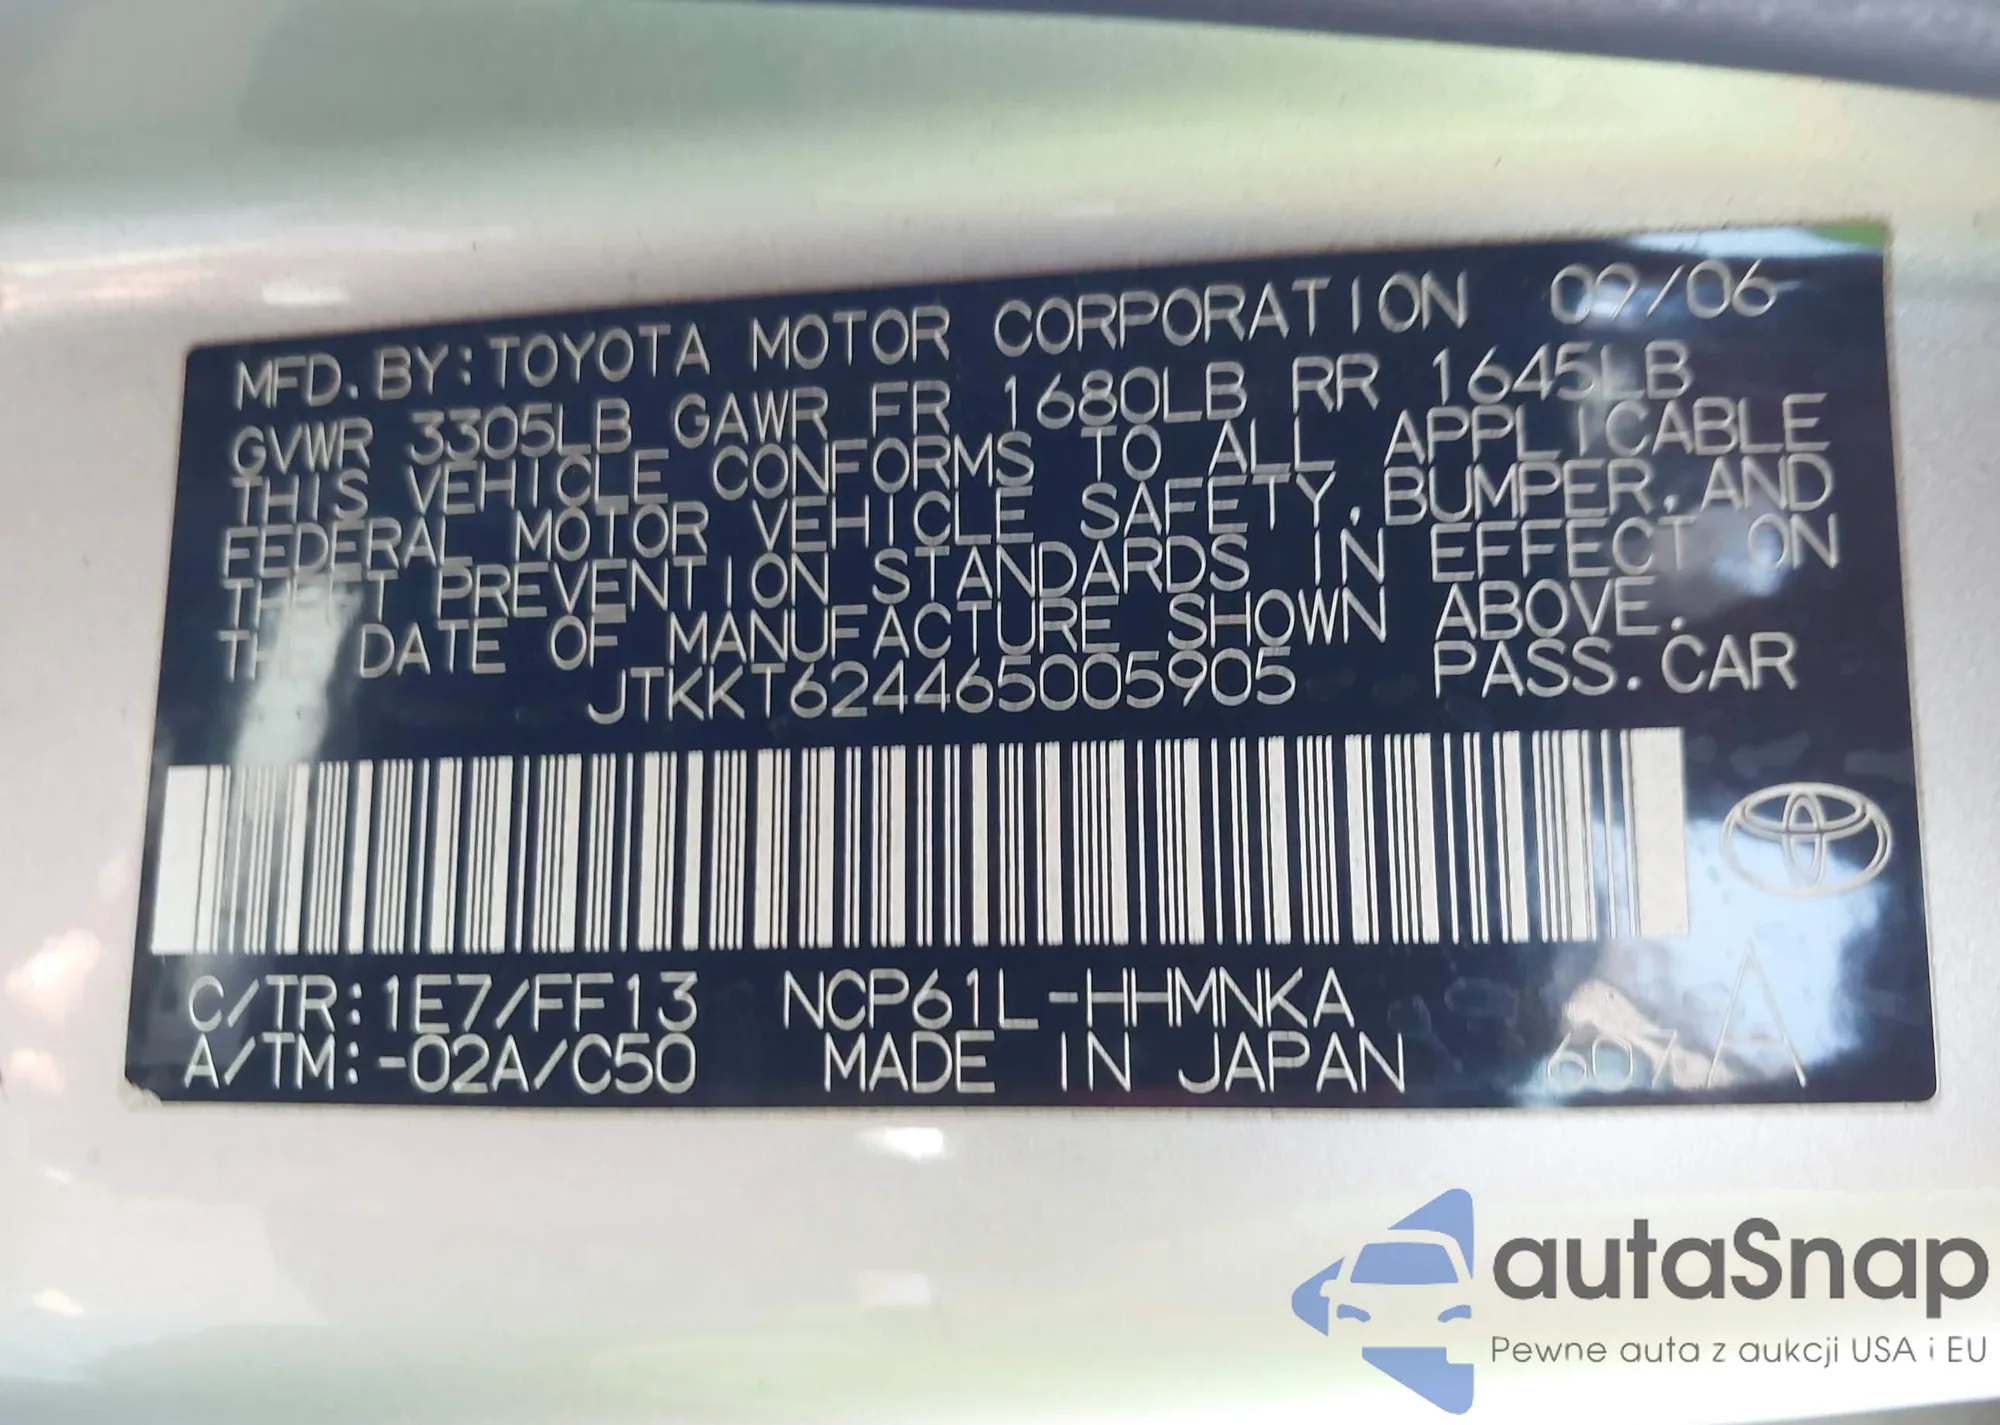 MFD.BY:TOYOTA MOTOR CORPORATION 09/06
GVWR 3305LB GAWR FR 1680LB RR 1645LB
THIS VEHICLE CONFORMS TO ALL APPLICABLE
FEDERAL MOTOR VEHICLE SAFETY,BUMPER,AND
THEFT PREVENTION STANDARDS IN EFFECT ON
THE DATE OF MANUFACTURE SHOWN ABOVE.
JTKKT624465005905 PASS.CAR
C/TR:1E7/FF13 NCP61L-HHMNKA
A/TM:-02A/C50 MADE IN JAPAN A
autaSnap
Pewne auta z aukcji USA i EU